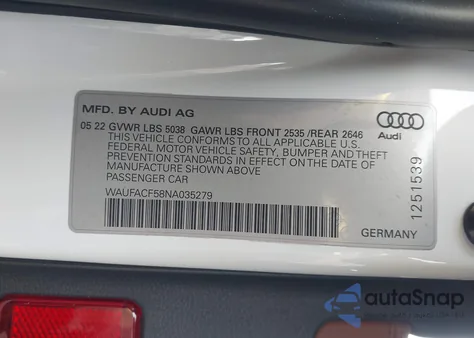 MFD. BY AUDI AG
05 22 GVWR LBS 5038 GAWR LBS FRONT 2535 /REAR 2646
THIS VEHICLE CONFORMS TO ALL APPLICABLE U.S.
FEDERAL MOTOR VEHICLE SAFETY, BUMPER AND THEFT
PREVENTION STANDARDS IN EFFECT ON THE DATE OF
MANUFACTURE SHOWN ABOVE
PASSENGER CAR
WAUFACF58NA035279
Audi
1251539
GERMANY
autoSnap